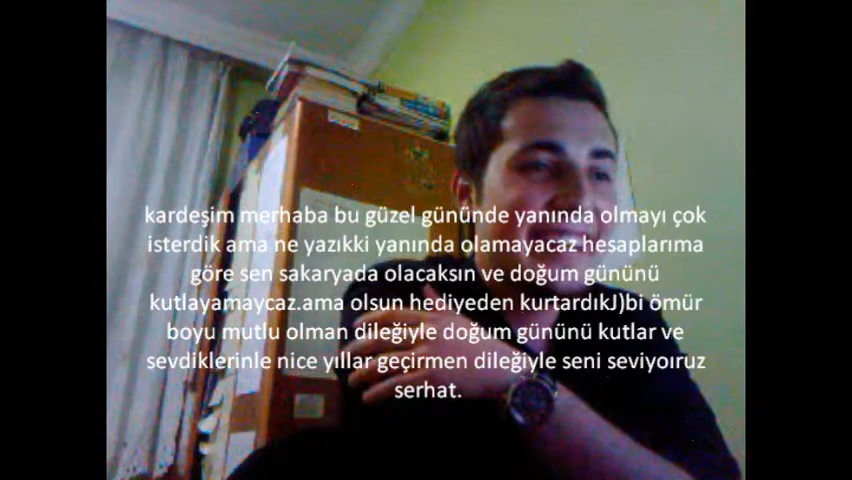 kardeşim merhaba bu güzel gününde yanında olmayı çok
isterdik ama ne yazıkki yanında olamayacaz hesaplarıma
göre sen sakaryada olacaksın ve doğum gününü
kutlayamaycaz.ama olsun hediyeden kurtardıkJ)bi ömür
boyu mutlu olman dileğiyle doğum gününü kutlar ve
sevdiklerinle nice yıllar geçirmen dileğiyle seni seviyoıruz
serhat.